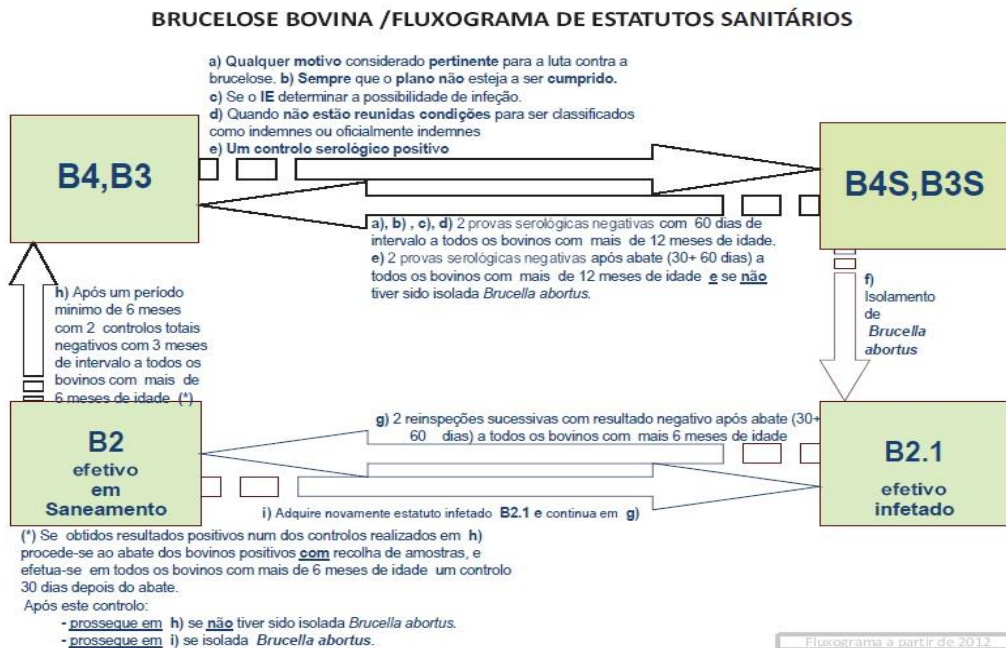 BRUCELOSE BOVINA /FLUXOGRAMA DE ESTATUTOS SANITÁRIOS
a) Qualquer motivo considerado pertinente para a luta contra a
brucelose. b) Sempre que o plano não esteja a ser cumprido.
c) Se o IE determinar a possibilidade de infeção.
d) Quando não estão reunidas condições para ser classificados
como indemnes ou oficialmente indemnes
e) Um controlo serológico positivo
B4,B3
B4S,B3S
a), b) , c), d) 2 provas serológicas negativas com 60 dias de
intervalo a todos os bovinos com mais de 12 meses de idade.
e) 2 provas serológicas negativas após abate (30+ 60 dias) a
todos os bovinos com mais de 12 meses de idade e se não
tiver sido isolada Brucella abortus.
f)
Isolamento
de
Brucella
abortus
h) Após um período
minimo de 6 meses
com 2 controlos totais
negativos com 3 meses
de intervalo a todos os
bovinos com mais de
6 meses de idade (*)
g) 2 reinspeções sucessivas com resultado negativo após abate (30+
60 dias) a todos os bovinos com mais 6 meses de idade
B2
efetivo
em
Saneamento
B2.1
efetivo
infetado
i) Adquire novamente estatuto infetado B2.1 e continua em g)
(*) Se obtidos resultados positivos num dos controlos realizados em h)
procede-se ao abate dos bovinos positivos com recolha de amostras, e
efetua-se em todos os bovinos com mais de 6 meses de idade um controlo
30 dias depois do abate.
Após este controlo:
- prossegue em h) se não tiver sido isolada Brucella abortus.
- prossegue em i) se isolada Brucella abortus.
Fluxograma a partir de 2012